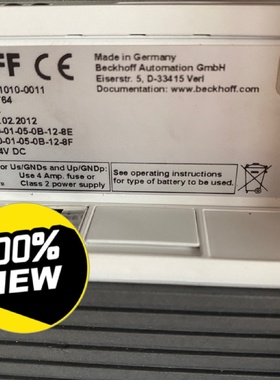 FF CE
Made in Germany
Beckhoff Automation GmbH
Eiserstr. 5, D-33415 Verl
Documentation: www.beckhoff.com
1010-0011
64
.02.2012
-01-05-0B-12-8E
0-01-05-0B-12-8F
4V DC
For Us/GNDs and Up/GNDp:
Use 4 Amp. fuse or
Class 2 power supply
See operating instructions
for type of battery to be used.
100%
NEW